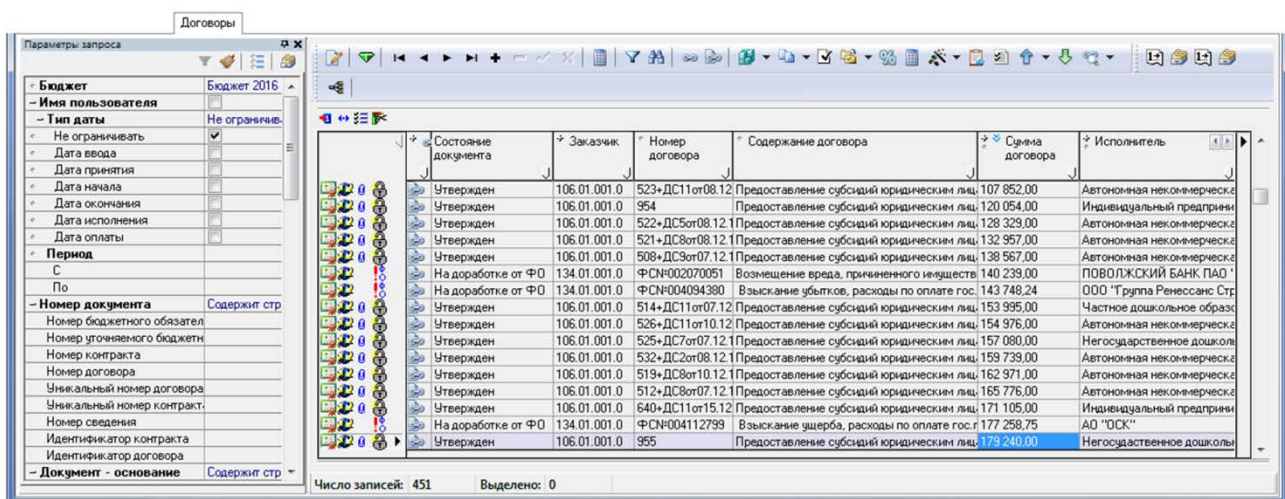 Договоры
Параметры запроса
Бюджет Бюджет 2016
Имя пользователя
Тип даты Не ограничив.
Не ограничивать
Дата ввода
Дата принятия
Дата начала
Дата окончания
Дата исполнения
Дата оплаты
Период
С
По
Номер документа Содержит стр
Номер бюджетного обязател
Номер уточняемого бюджетн
Номер контракта
Номер договора
Уникальный номер договора
Уникальный номер контракт.
Номер сведения
Идентификатор контракта
Идентификатор договора
Документ - основание Содержит стр
Состояние документа Заказчик Номер договора Содержание договора Сумма договора Исполнитель
Утвержден 106.01.001.0 523+ДС11от08.12 Предоставление субсидий юридическим лиц. 107 852,00 Автономная некоммерческа
Утвержден 106.01.001.0 954 Предоставление субсидий юридическим лиц. 120 054,00 Индивидуальный предприни
Утвержден 106.01.001.0 522+ДС5от08.12.1 Предоставление субсидий юридическим лиц. 128 329,00 Автономная некоммерческа
Утвержден 106.01.001.0 521+ДС8от08.12.1 Предоставление субсидий юридическим лиц. 132 957,00 Автономная некоммерческа
Утвержден 106.01.001.0 508+ДС9от07.12.1 Предоставление субсидий юридическим лиц. 138 567,00 Автономная некоммерческа
На доработке от ФО 134.01.001.0 ФС№002070051 Возмещение вреда, причиненного имуществ 140 239,00 ПОВОЛЖСКИЙ БАНК ПАО "
На доработке от ФО 134.01.001.0 ФС№004094380 Взыскание убытков, расходы по оплате гос. 143 748,24 ООО "Группа Ренессанс Стр
Утвержден 106.01.001.0 514+ДС11от07.12 Предоставление субсидий юридическим лиц. 153 995,00 Частное дошкольное образо
Утвержден 106.01.001.0 526+ДС11от10.12 Предоставление субсидий юридическим лиц. 154 976,00 Автономная некоммерческа
Утвержден 106.01.001.0 525+ДС7от07.12.1 Предоставление субсидий юридическим лиц. 157 080,00 Негосударственное дошколь
Утвержден 106.01.001.0 532+ДС2от08.12.1 Предоставление субсидий юридическим лиц. 159 739,00 Автономная некоммерческа
Утвержден 106.01.001.0 519+ДС8от10.12.1 Предоставление субсидий юридическим лиц. 162 971,00 Автономная некоммерческа
Утвержден 106.01.001.0 512+ДС8от07.12.1 Предоставление субсидий юридическим лиц. 165 776,00 Автономная некоммерческа
Утвержден 106.01.001.0 640+ДС11от15.12 Предоставление субсидий юридическим лиц. 171 105,00 Индивидуальный предприни
На доработке от ФО 134.01.001.0 ФС№004112799 Взыскание ущерба, расходы по оплате гос.г 177 258,75 АО "ОСК"
Утвержден 106.01.001.0 955 Предоставление субсидий юридическим лиц. 179 240,00 Негосудаственное дошколь
Число записей: 451 Выделено: 0